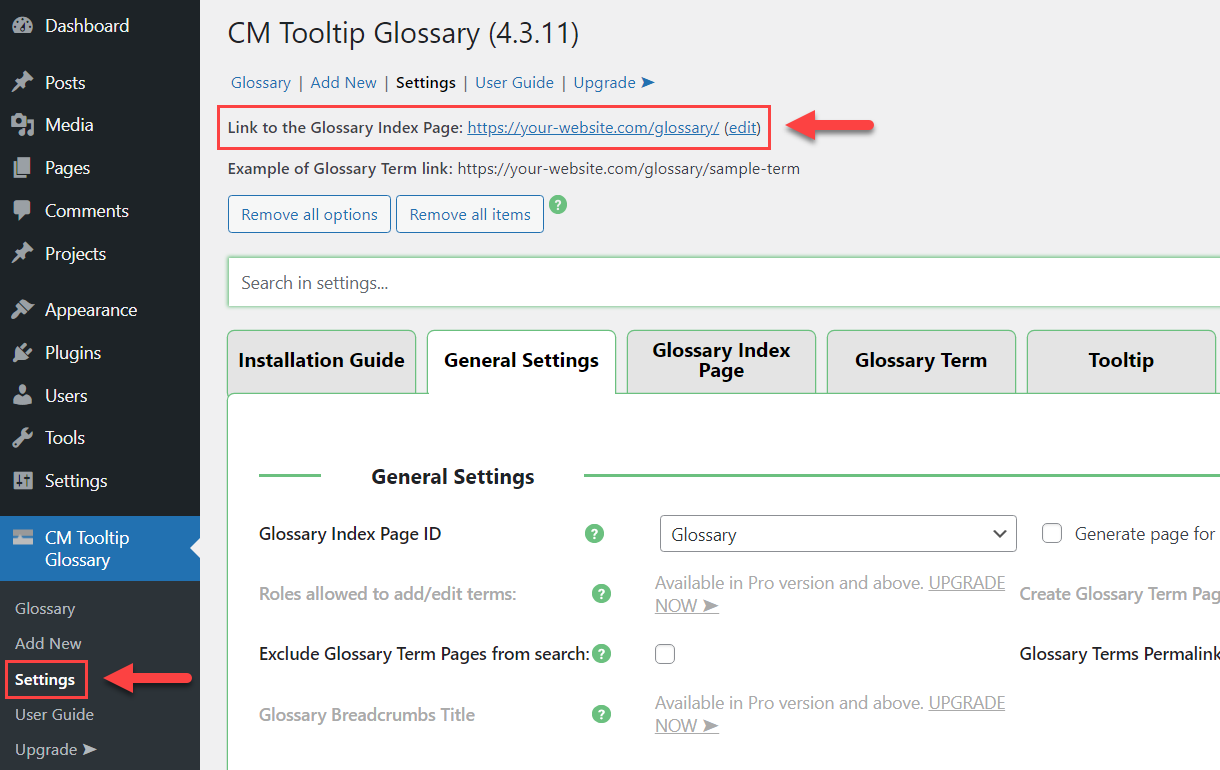 Dashboard
Posts
Media
Pages
Comments
Projects
Appearance
Plugins
Users
Tools
Settings
CM Tooltip
Glossary
Glossary
Add New
Settings
User Guide
Upgrade ➤
CM Tooltip Glossary (4.3.11)
Glossary | Add New | Settings | User Guide | Upgrade ➤
Link to the Glossary Index Page: https://your-website.com/glossary/ (edit)
Example of Glossary Term link: https://your-website.com/glossary/sample-term
Remove all options Remove all items ?
Search in settings...
Installation Guide General Settings Glossary Index Page Glossary Term Tooltip
General Settings
Glossary Index Page ID ? Glossary Generate page for
Roles allowed to add/edit terms: ? Available in Pro version and above. UPGRADE
NOW ➤ Create Glossary Term Pag
Exclude Glossary Term Pages from search: ? Glossary Terms Permalink
Glossary Breadcrumbs Title ? Available in Pro version and above. UPGRADE
NOW ➤